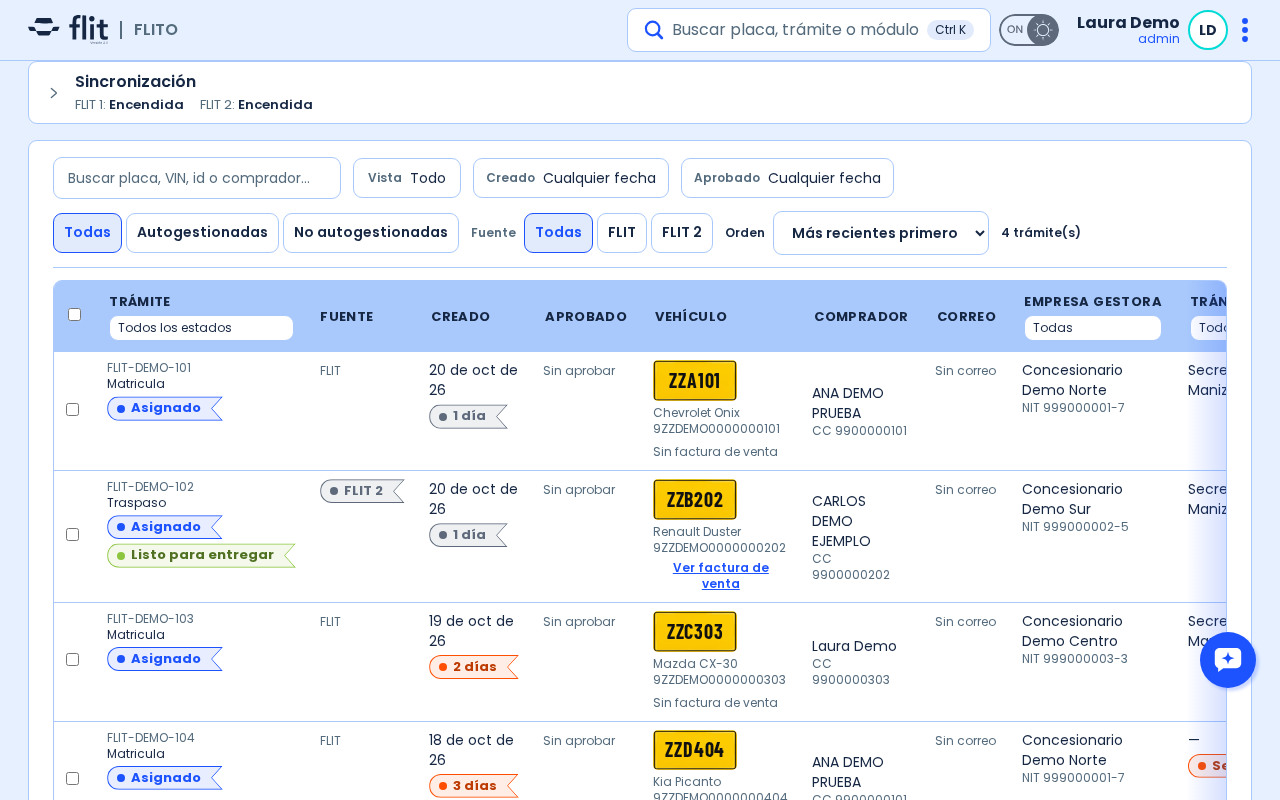 flit | FLITO
Buscar placa, trámite o módulo Ctrl K
ON
Laura Demo
admin
LD
Sincronización
FLIT 1: Encendida FLIT 2: Encendida
Buscar placa, VIN, id o comprador...
Vista Todo
Creado Cualquier fecha
Aprobado Cualquier fecha
Todas Autogestionadas No autogestionadas Fuente Todas FLIT FLIT 2 Orden Más recientes primero 4 trámite(s)
TRÁMITE
Todos los estados
FUENTE
CREADO
APROBADO
VEHÍCULO
COMPRADOR
CORREO
EMPRESA GESTORA
Todas
FLIT-DEMO-101
Matricula
Asignado
FLIT
20 de oct de
26
1 día
Sin aprobar
ZZA101
Chevrolet Onix
9ZZDEMO0000000101
Sin factura de venta
ANA DEMO
PRUEBA
CC 9900000101
Sin correo
Concesionario
Demo Norte
NIT 999000001-7
FLIT-DEMO-102
Traspaso
Asignado
Listo para entregar
FLIT 2
20 de oct de
26
1 día
Sin aprobar
ZZB202
Renault Duster
9ZZDEMO0000000202
Ver factura de
venta
CARLOS
DEMO
EJEMPLO
CC
9900000202
Sin correo
Concesionario
Demo Sur
NIT 999000002-5
FLIT-DEMO-103
Matricula
Asignado
FLIT
19 de oct de
26
2 días
Sin aprobar
ZZC303
Mazda CX-30
9ZZDEMO0000000303
Sin factura de venta
Laura Demo
CC
9900000303
Sin correo
Concesionario
Demo Centro
NIT 999000003-3
FLIT-DEMO-104
Matricula
Asignado
FLIT
18 de oct de
26
3 días
Sin aprobar
ZZD404
Kia Picanto
9ZZDEMO0000000404
ANA DEMO
PRUEBA
CC 9900000101
Sin correo
Concesionario
Demo Norte
NIT 999000001-7
—